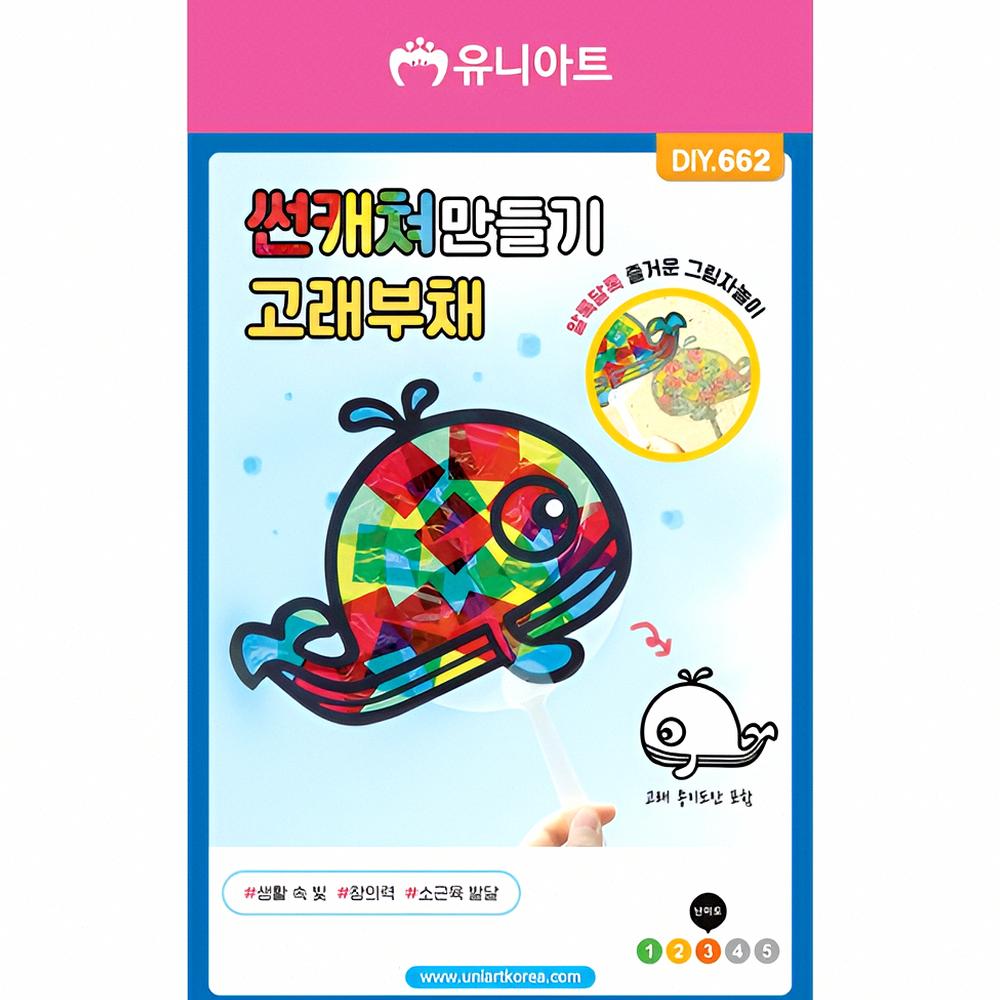 유니아트
DIY.662
썬캐쳐만들기
고래부채
알록달록 즐거운 그림자놀이
고래 종이도안 포함
#생활 속 빛 #창의력 #소근육 발달
난이도
1 2 3 4 5
www.uniartkorea.com